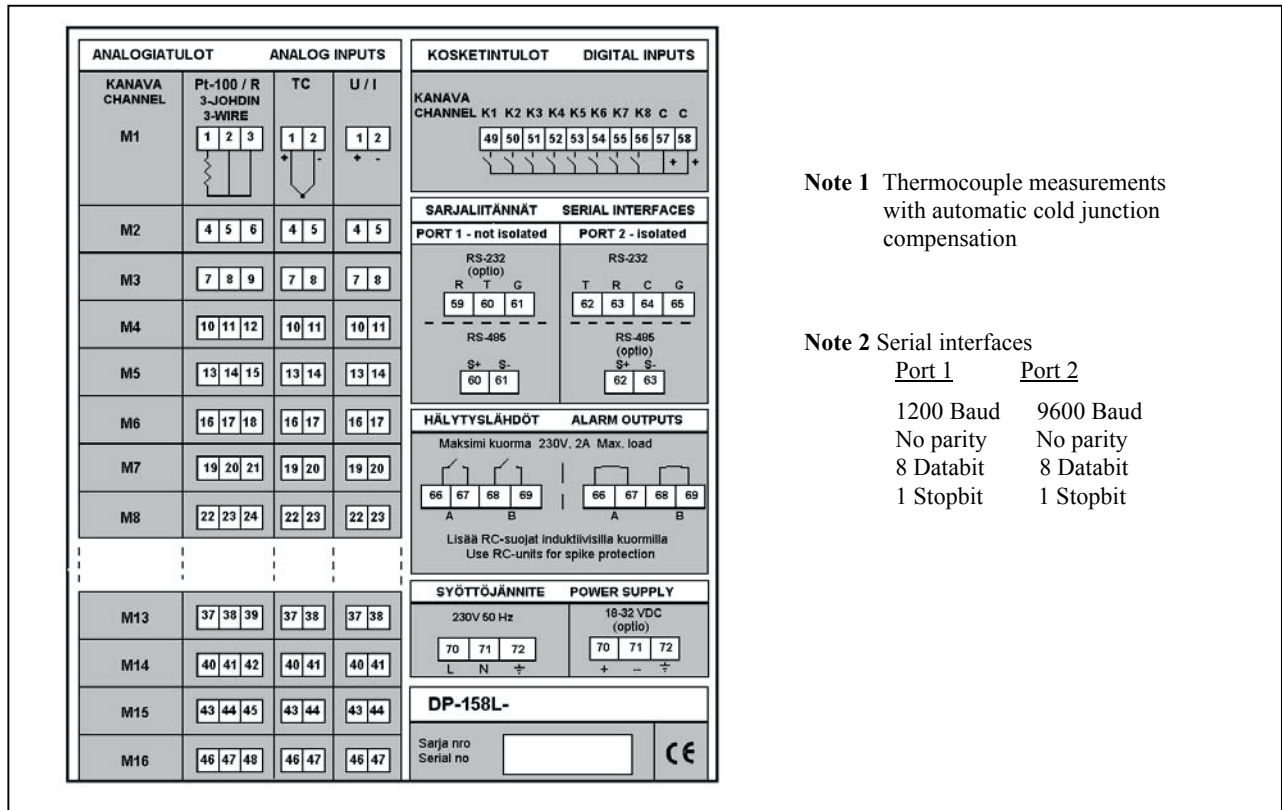 ANALOGIATULOT ANALOG INPUTS
KANAVA
CHANNEL
Pt-100 / R
3-JOHDIN
3-WIRE
TC
U / I
M1
1 2 3
1 2
1 2
+ -
+ -
M2
4 5 6
4 5
4 5
M3
7 8 9
7 8
7 8
M4
10 11 12
10 11
10 11
M5
13 14 15
13 14
13 14
M6
16 17 18
16 17
16 17
M7
19 20 21
19 20
19 20
M8
22 23 24
22 23
22 23
M13
37 38 39
37 38
37 38
M14
40 41 42
40 41
40 41
M15
43 44 45
43 44
43 44
M16
46 47 48
46 47
46 47
KOSKETINTULOT DIGITAL INPUTS
KANAVA
CHANNEL K1 K2 K3 K4 K5 K6 K7 K8 C C
49 50 51 52 53 54 55 56 57 58
+ +
SARJALIITÄNNÄT SERIAL INTERFACES
PORT 1 - not isolated
PORT 2 - isolated
RS-232
(optio)
R T G
59 60 61
RS-485
S+ S-
60 61
RS-232
T R C G
62 63 64 65
RS-485
(optio)
S+ S-
62 63
HÄLYTYSLÄHDÖT ALARM OUTPUTS
Maksimi kuorma 230V, 2A Max. load
66 67 68 69
A B
66 67 68 69
A B
Lisää RC-suojat induktiivisilla kuormilla
Use RC-units for spike protection
SYÖTTÖJÄNNITE POWER SUPPLY
230V 50 Hz
70 71 72
L N
18-32 VDC
(optio)
70 71 72
+ --
DP-158L-
Sarja nro
Serial no
CE
Note 1 Thermocouple measurements
with automatic cold junction
compensation
Note 2 Serial interfaces
Port 1 Port 2
1200 Baud 9600 Baud
No parity No parity
8 Databit 8 Databit
1 Stopbit 1 Stopbit